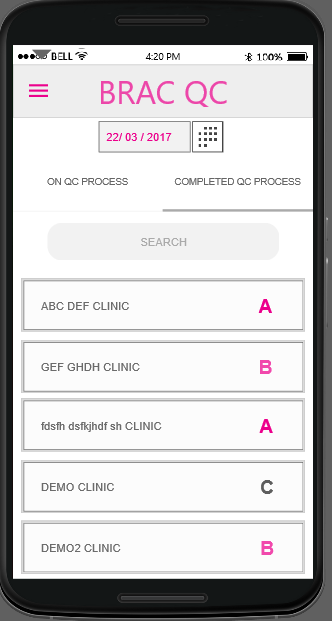 BELL 4:20 PM 100%
BRAC QC
22/ 03 / 2017
ON QC PROCESS COMPLETED QC PROCESS
SEARCH
ABC DEF CLINIC A
GEF GHDH CLINIC B
fdsfh dsfkjhdf sh CLINIC A
DEMO CLINIC C
DEMO2 CLINIC B